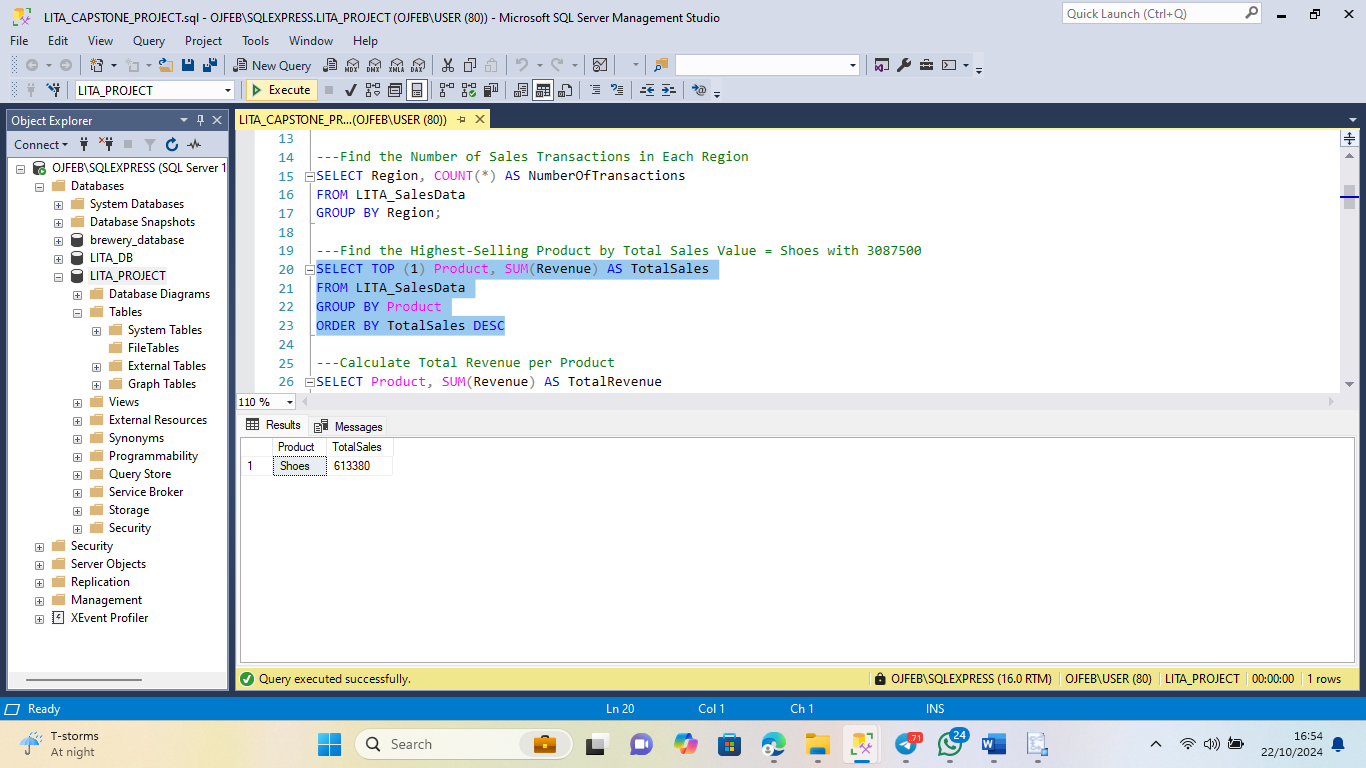 LITA_CAPSTONE_PROJECT.sql - OJFEB\SQLEXPRESS.LITA_PROJECT (OJFEB\USER (80)) - Microsoft SQL Server Management Studio
Quick Launch (Ctrl+Q)
File Edit View Query Project Tools Window Help
New Query MDX DMX XMLA DAX
LITA_PROJECT Execute
Object Explorer
Connect
OJFEB\SQLEXPRESS (SQL Server 1
Databases
System Databases
Database Snapshots
brewery_database
LITA_DB
LITA_PROJECT
Database Diagrams
Tables
System Tables
FileTables
External Tables
Graph Tables
Views
External Resources
Synonyms
Programmability
Query Store
Service Broker
Storage
Security
Security
Server Objects
Replication
Management
XEvent Profiler
LITA_CAPSTONE_PR...(OJFEB\USER (80))
13
14 ---Find the Number of Sales Transactions in Each Region
15 SELECT Region, COUNT(*) AS NumberOfTransactions
16 FROM LITA_SalesData
17 GROUP BY Region;
18
19 ---Find the Highest-Selling Product by Total Sales Value = Shoes with 3087500
20 SELECT TOP (1) Product, SUM(Revenue) AS TotalSales
21 FROM LITA_SalesData
22 GROUP BY Product
23 ORDER BY TotalSales DESC
24
25 ---Calculate Total Revenue per Product
26 SELECT Product, SUM(Revenue) AS TotalRevenue
110 %
Results Messages
Product TotalSales
1 Shoes 613380
Query executed successfully. OJFEB\SQLEXPRESS (16.0 RTM) OJFEB\USER (80) LITA_PROJECT 00:00:00 1 rows
Ready Ln 20 Col 1 Ch 1 INS
T-storms
At night
Search
71
24
16:54
22/10/2024